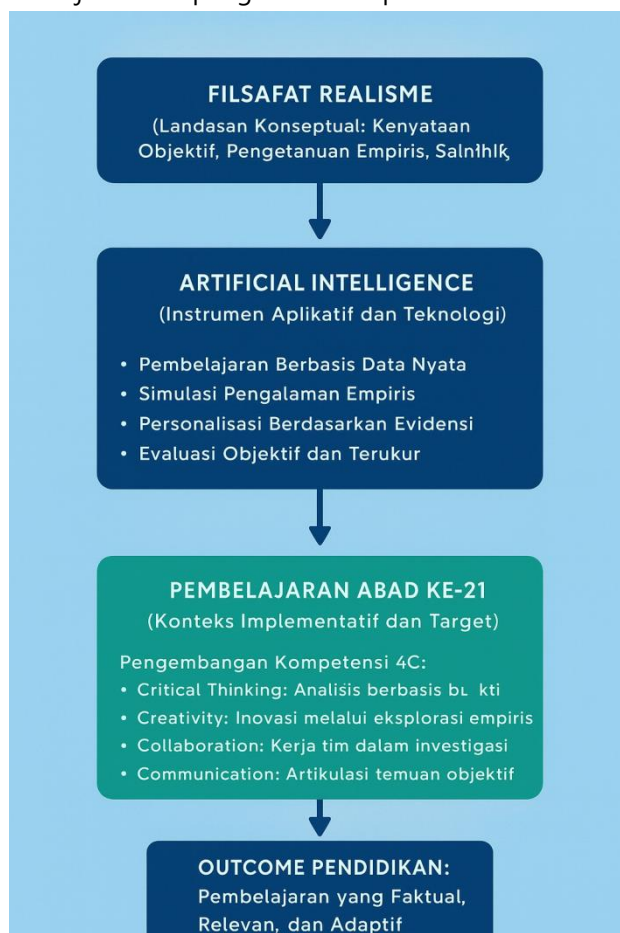 FILSAFAT REALISME
(Landasan Konseptual: Kenyataan
Objektif, Pengetanuan Empiris,
ARTIFICIAL INTELLIGENCE
(Instrumen Aplikatif dan Teknologi)
• Pembelajaran Berbasis Data Nyata
• Simulasi Pengalaman Empiris
• Personalisasi Berdasarkan Evidensi
• Evaluasi Objektif dan Terukur
PEMBELAJARAN ABAD KE-21
(Konteks Implementatif dan Target)
Pengembangan Kompetensi 4C:
• Critical Thinking: Analisis berbasis
• Creativity: Inovasi melalui eksplorasi empiris
• Collaboration: Kerja tim dalam investigasi
• Communication: Artikulasi temuan objektif
OUTCOME PENDIDIKAN:
Pembelajaran yang Faktual,
Relevan, dan Adaptif